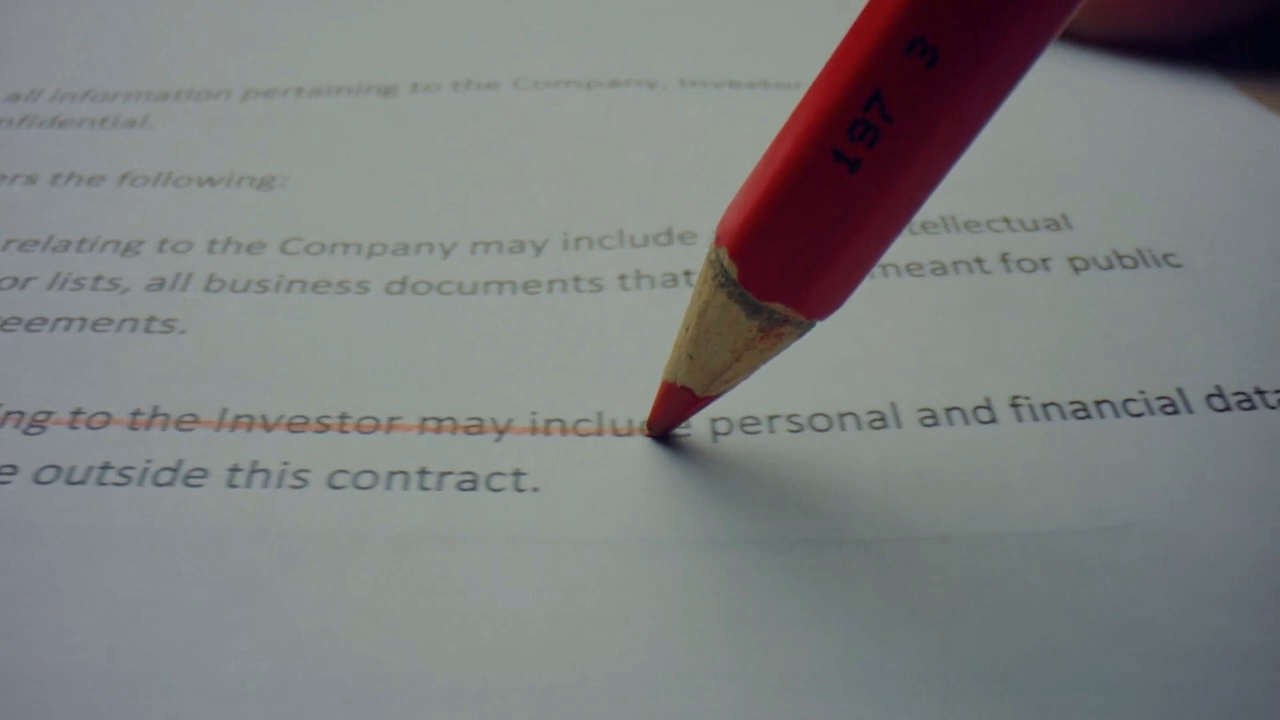 all information pertaining to the Company, Investor
nfidential.
ers the following:
relating to the Company may include tellectual
or lists, all business documents that meant for public
reements.
ing to the Investor may include personal and financial data
e outside this contract.
197 3